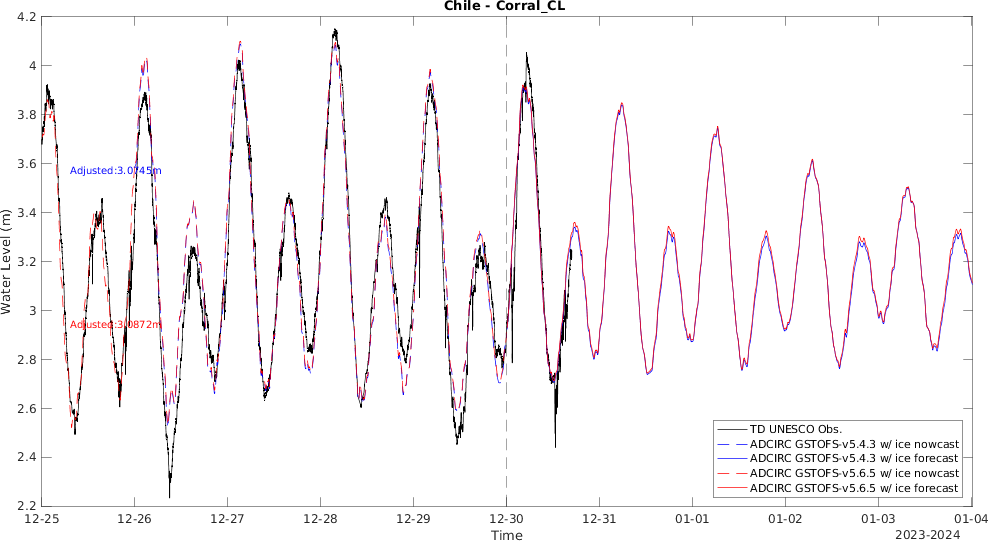 Chile - Corral_CL
4.2
4
3.8
3.6
3.4
3.2
3
2.8
2.6
2.4
2.2
Water Level (m)
Adjusted:3.0745m
Adjusted:3.0872m
TD UNESCO Obs.
ADCIRC GSTOFS-v5.4.3 w/ ice nowcast
ADCIRC GSTOFS-v5.4.3 w/ ice forecast
ADCIRC GSTOFS-v5.6.5 w/ ice nowcast
ADCIRC GSTOFS-v5.6.5 w/ ice forecast
12-25 12-26 12-27 12-28 12-29 12-30 12-31 01-01 01-02 01-03 01-04
Time
2023-2024